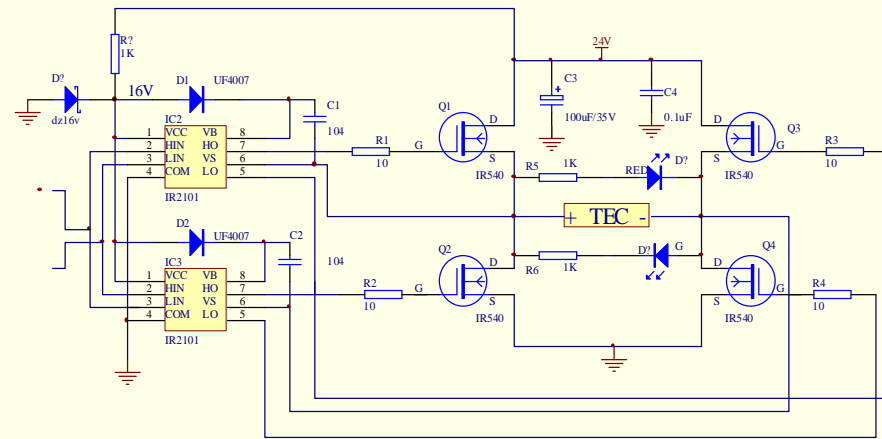 24V
R?
1K
D?
dz16v
16V
D1
UF4007
C1
104
IC2
1 VCC VB 8
2 HIN HO 7
3 LIN VS 6
4 COM LO 5
IR2101
R1
10
G
Q1
D
S
IR540
C3
+
100uF/35V
C4
0.1uF
D
S
G
Q3
IR540
R3
10
R5
1K
RED
D?
+ TEC -
D2
UF4007
C2
104
IC3
1 VCC VB 8
2 HIN HO 7
3 LIN VS 6
4 COM LO 5
IR2101
R2
10
G
Q2
D
S
IR540
R6
1K
D?
G
D
S
G
Q4
IR540
R4
10